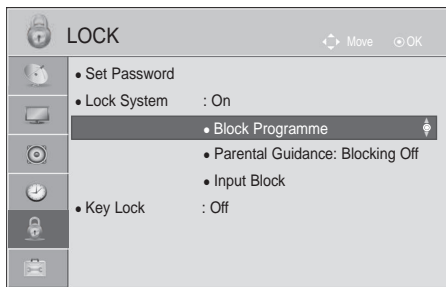 LOCK
Move OK
• Set Password
• Lock System : On
• Block Programme
• Parental Guidance: Blocking Off
• Input Block
• Key Lock : Off